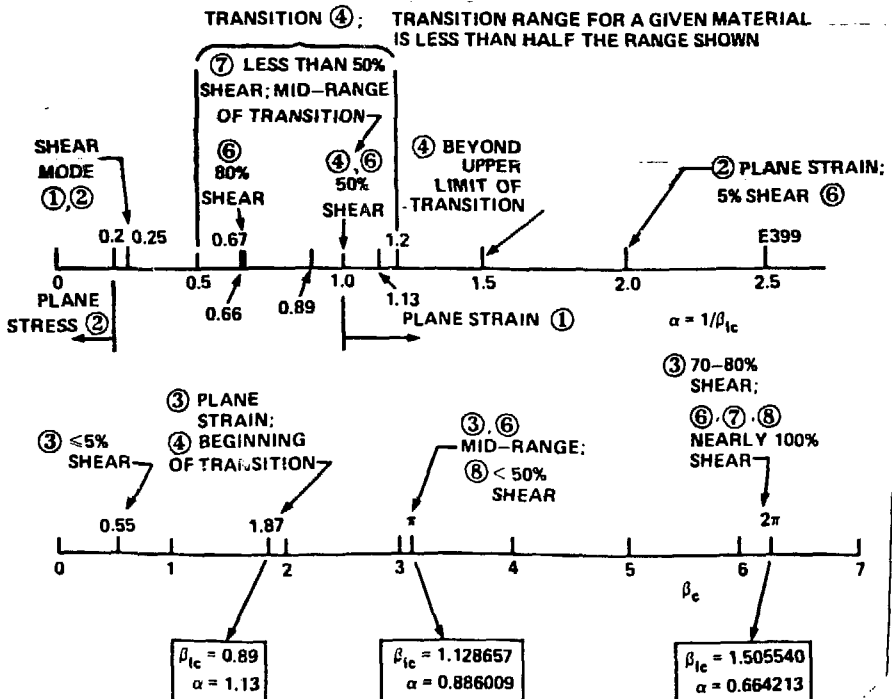 TRANSITION ④; TRANSITION RANGE FOR A GIVEN MATERIAL
IS LESS THAN HALF THE RANGE SHOWN
⑦ LESS THAN 50%
SHEAR; MID-RANGE
OF TRANSITION
SHEAR
MODE
①,②
⑥
80%
SHEAR
④,⑥
50%
SHEAR
④ BEYOND
UPPER
LIMIT OF
TRANSITION
② PLANE STRAIN;
5% SHEAR ⑥
0.2 0.25 0.67 1.2 E399
0 0.5 1.0 1.5 2.0 2.5
0.66 0.89 1.13
PLANE
STRESS ②
PLANE STRAIN ①
α = 1/βIc
③ ≤5%
SHEAR
③ PLANE
STRAIN;
④ BEGINNING
OF TRANSITION
③,⑥
MID-RANGE;
⑧ < 50%
SHEAR
③ 70-80%
SHEAR;
⑥,⑦,⑧
NEARLY 100%
SHEAR
0.55 1.87 π 2π
0 1 2 3 4 5 6 7
βc
βIc = 0.89
α = 1.13
βIc = 1.128657
α = 0.886009
βIc = 1.505540
α = 0.664213